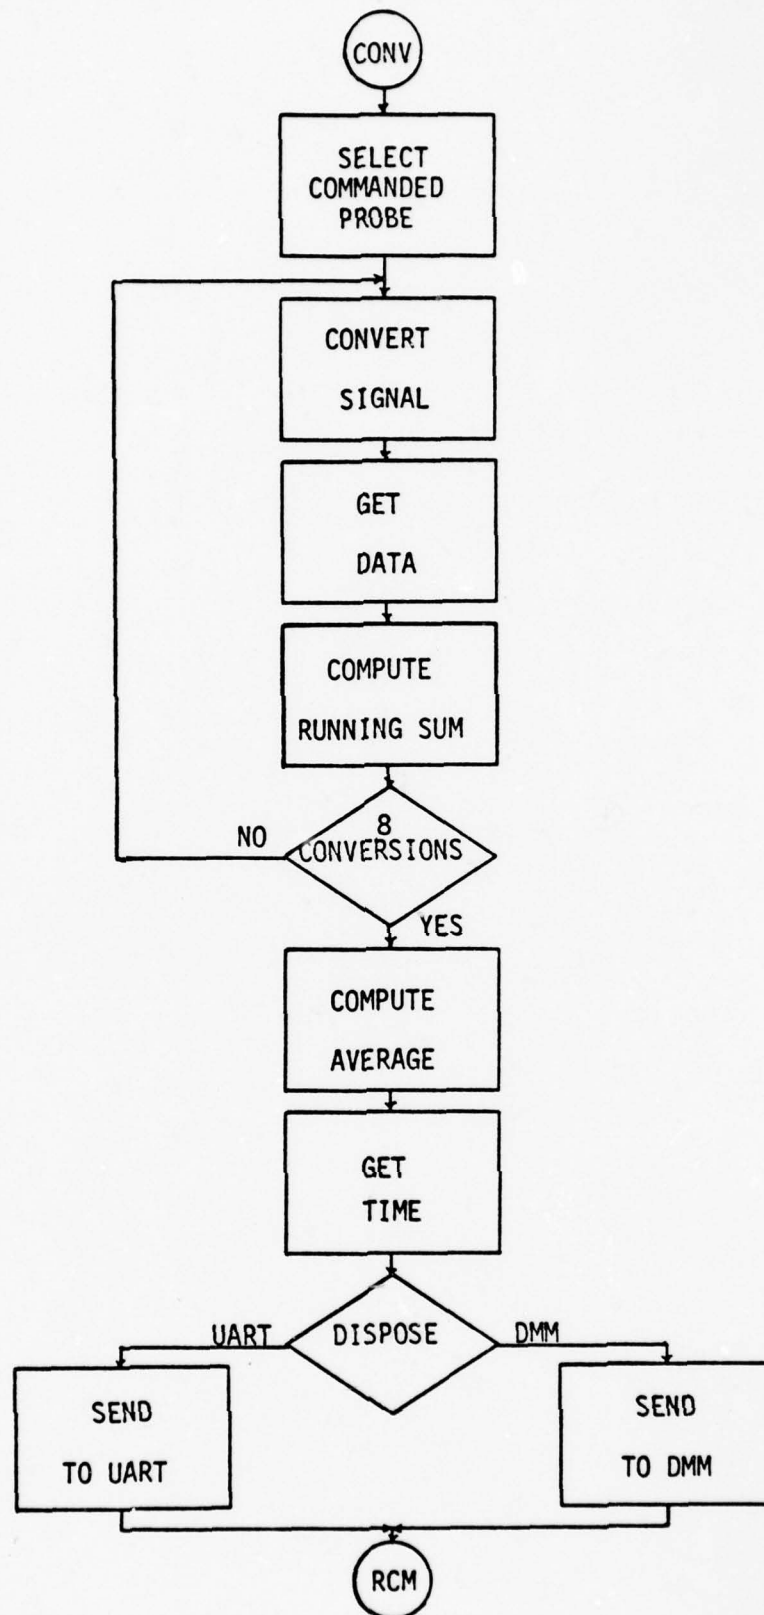 CONV
SELECT
COMMANDED
PROBE
CONVERT
SIGNAL
GET
DATA
COMPUTE
RUNNING SUM
8
CONVERSIONS
NO
YES
COMPUTE
AVERAGE
GET
TIME
UART
DISPOSE
DMM
SEND
TO UART
SEND
TO DMM
RCM